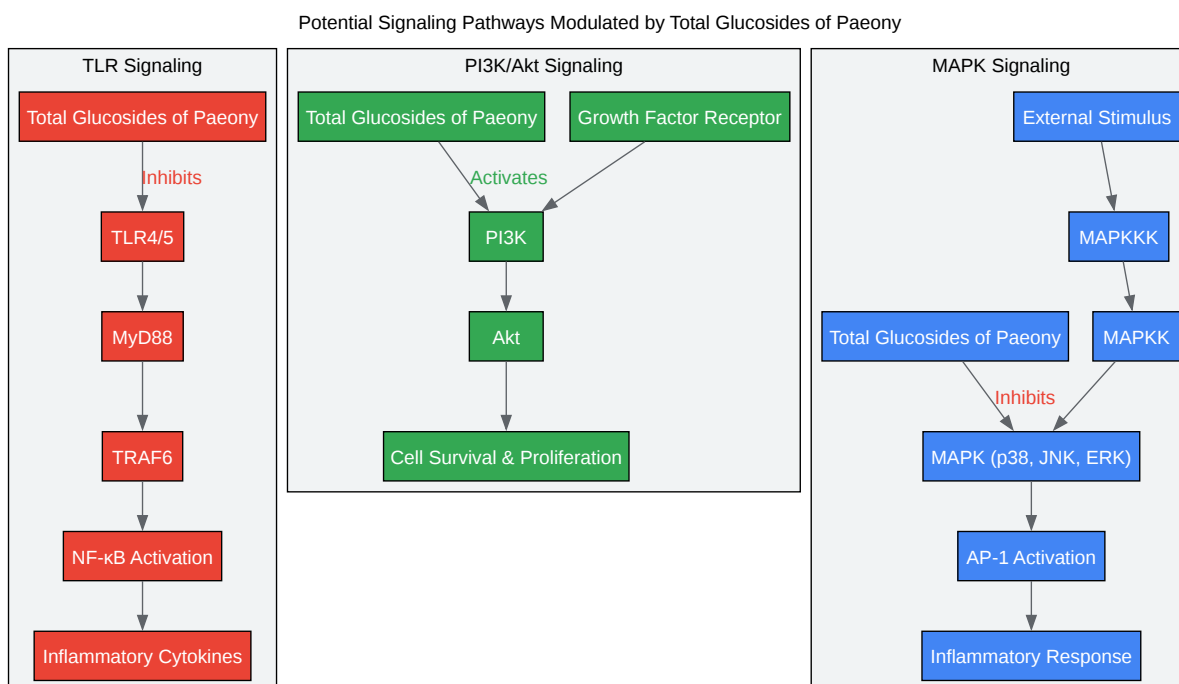 Potential Signaling Pathways Modulated by Total Glucosides of Paeony
TLR Signaling
Total Glucosides of Paeony
Inhibits
TLR4/5
MyD88
TRAF6
NF-κB Activation
Inflammatory Cytokines
PI3K/Akt Signaling
Total Glucosides of Paeony
Growth Factor Receptor
Activates
PI3K
Akt
Cell Survival & Proliferation
MAPK Signaling
External Stimulus
MAPKKK
Total Glucosides of Paeony
MAPKK
Inhibits
MAPK (p38, JNK, ERK)
AP-1 Activation
Inflammatory Response